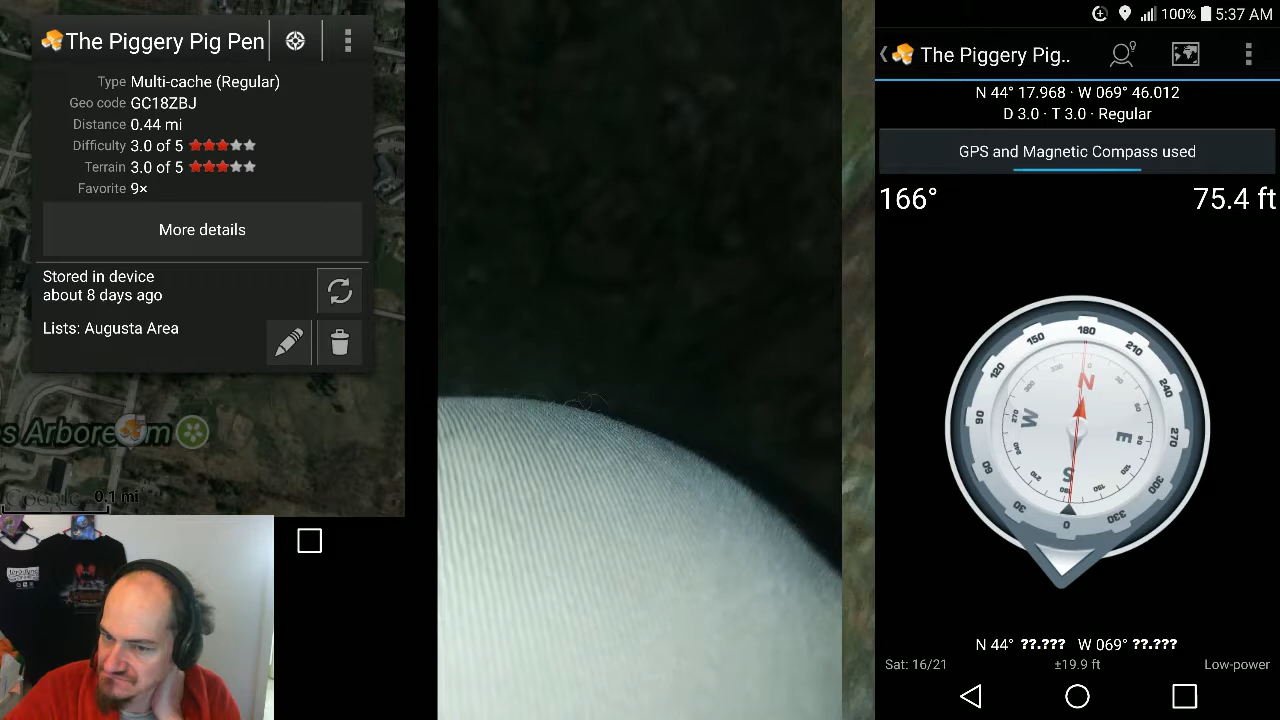 The Piggery Pig Pen
Type Multi-cache (Regular)
Geo code GC18ZBJ
Distance 0.44 mi
Difficulty 3.0 of 5
Terrain 3.0 of 5
Favorite 9×
More details
Stored in device
about 8 days ago
Lists: Augusta Area
s Arboretum
Google
0.1 mi
100% 5:37 AM
The Piggery Pig..
N 44° 17.968 · W 069° 46.012
D 3.0 · T 3.0 · Regular
GPS and Magnetic Compass used
166° 75.4 ft
180
150 210
120 240
90 270
60 300
30 330
0
N
W E
S
N 44° ??.??? W 069° ??.???
Sat: 16/21 ±19.9 ft Low-power